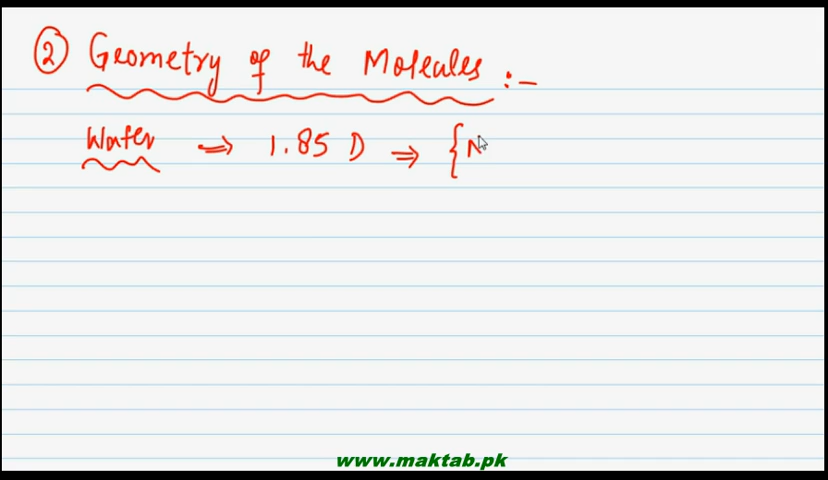 ② Geometry of the Molecules :-
Water ⇒ 1.85 D ⇒ {N
www.maktab.pk